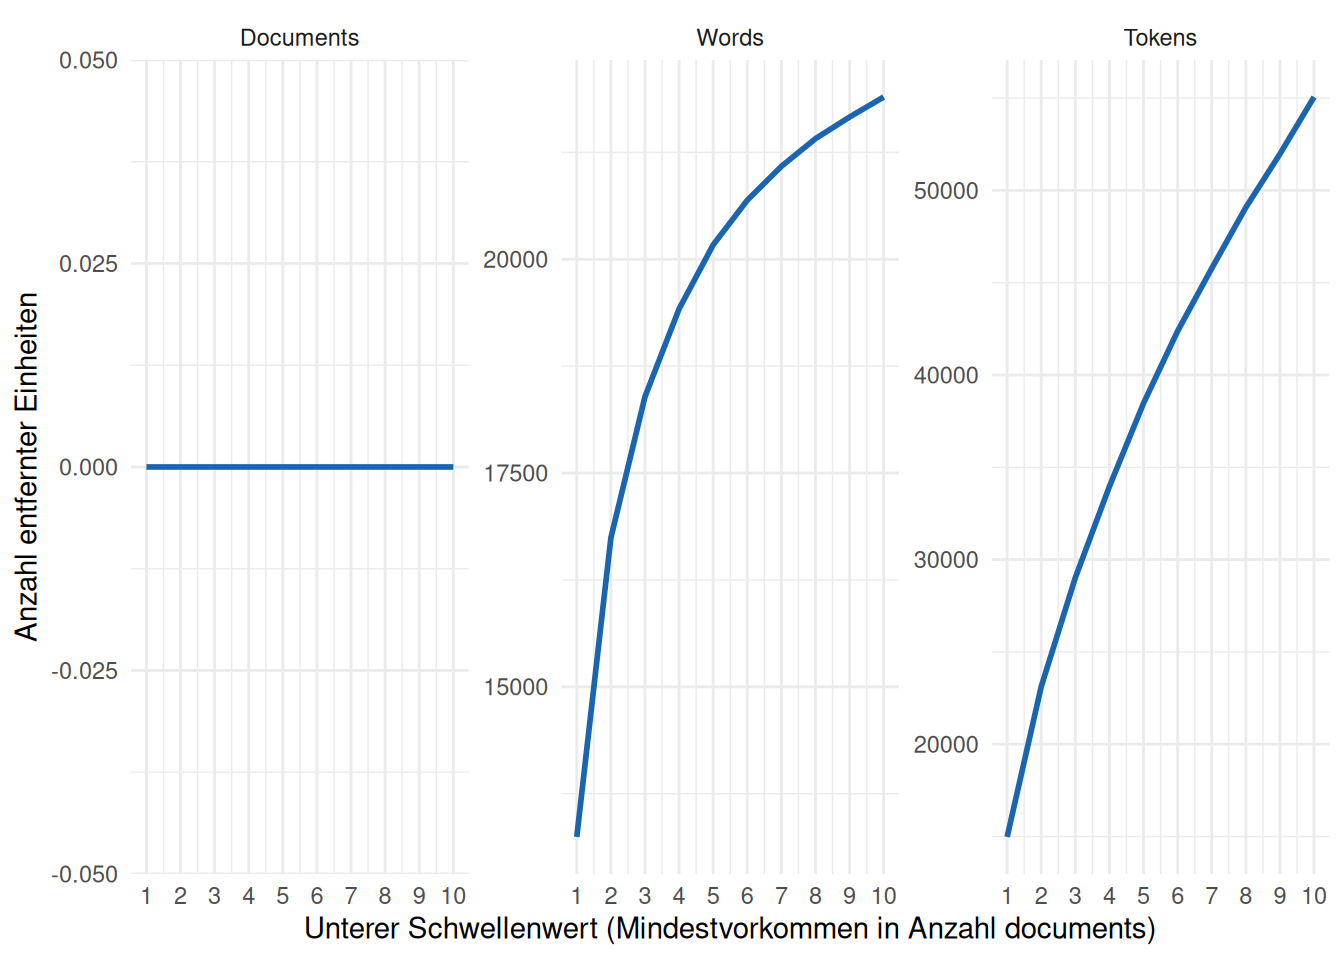 Documents
Words
Tokens
Anzahl entfernter Einheiten
0.050
0.025
0.000
-0.025
-0.050
1 2 3 4 5 6 7 8 9 10
20000
17500
15000
1 2 3 4 5 6 7 8 9 10
50000
40000
30000
20000
1 2 3 4 5 6 7 8 9 10
Unterer Schwellenwert (Mindestvorkommen in Anzahl documents)